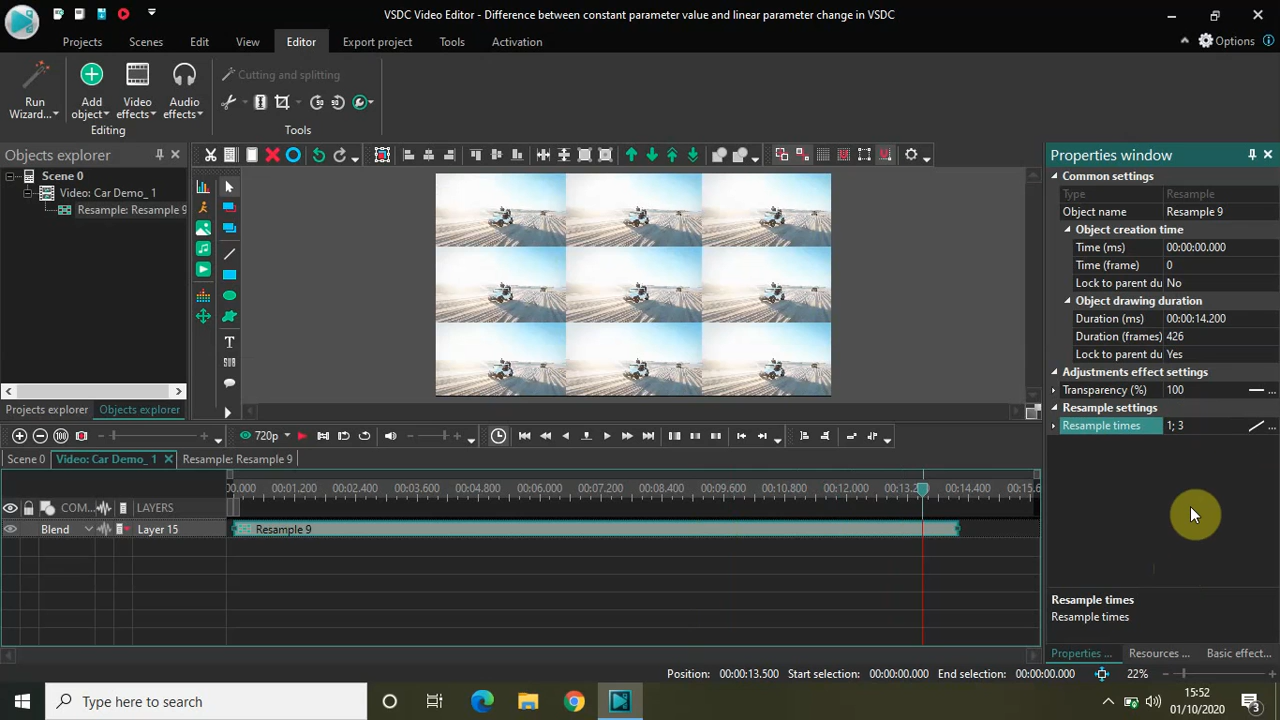 VSDC Video Editor - Difference between constant parameter value and linear parameter change in VSDC
Projects Scenes Edit View Editor Export project Tools Activation Options
Run Wizard... Add object Video effects Audio effects
Cutting and splitting
Editing Tools
Objects explorer
Scene 0
Video: Car Demo_1
Resample: Resample 9
Projects explorer Objects explorer
Properties window
Common settings
Type Resample
Object name Resample 9
Object creation time
Time (ms) 00:00:00.000
Time (frame) 0
Lock to parent du No
Object drawing duration
Duration (ms) 00:00:14.200
Duration (frames) 426
Lock to parent du Yes
Adjustments effect settings
Transparency (%) 100 ...
Resample settings
Resample times 1; 3 ...
Resample times
Resample times
Properties ... Resources ... Basic effect...
T
720p
Scene 0 Video: Car Demo_1 Resample: Resample 9
0.000 00:01.200 00:02.400 00:03.600 00:04.800 00:06.000 00:07.200 00:08.400 00:09.600 00:10.800 00:12.000 00:13.2 00:14.400 00:15.6
COM... LAYERS
Blend Layer 15 Resample 9
Position: 00:00:13.500 Start selection: 00:00:00.000 End selection: 00:00:00.000 22%
Type here to search
15:52
01/10/2020
3